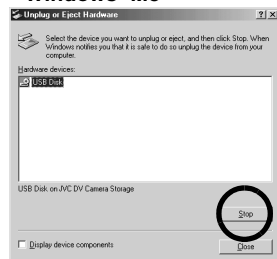 Unplug or Eject Hardware
Select the device you want to unplug or eject, and then click Stop. When
Windows notifies you that it is safe to do so unplug the device from your
computer.
Hardware devices:
USB Disk
USB Disk on JVC DV Camera Storage
Stop
Display device components
Close